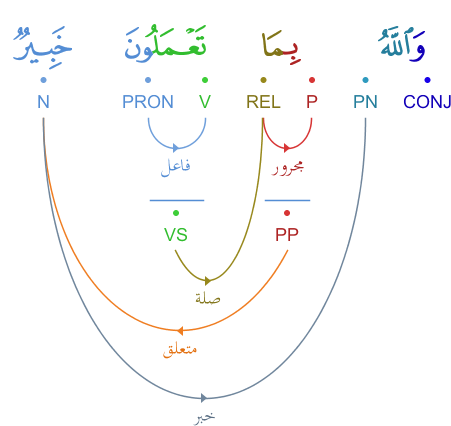 وَٱللَّهُ بِمَا تَعْمَلُونَ خَبِيرٌ
N PRON V REL P PN CONJ
فاعل مجرور
VS PP
صلة
متعلق
خبر